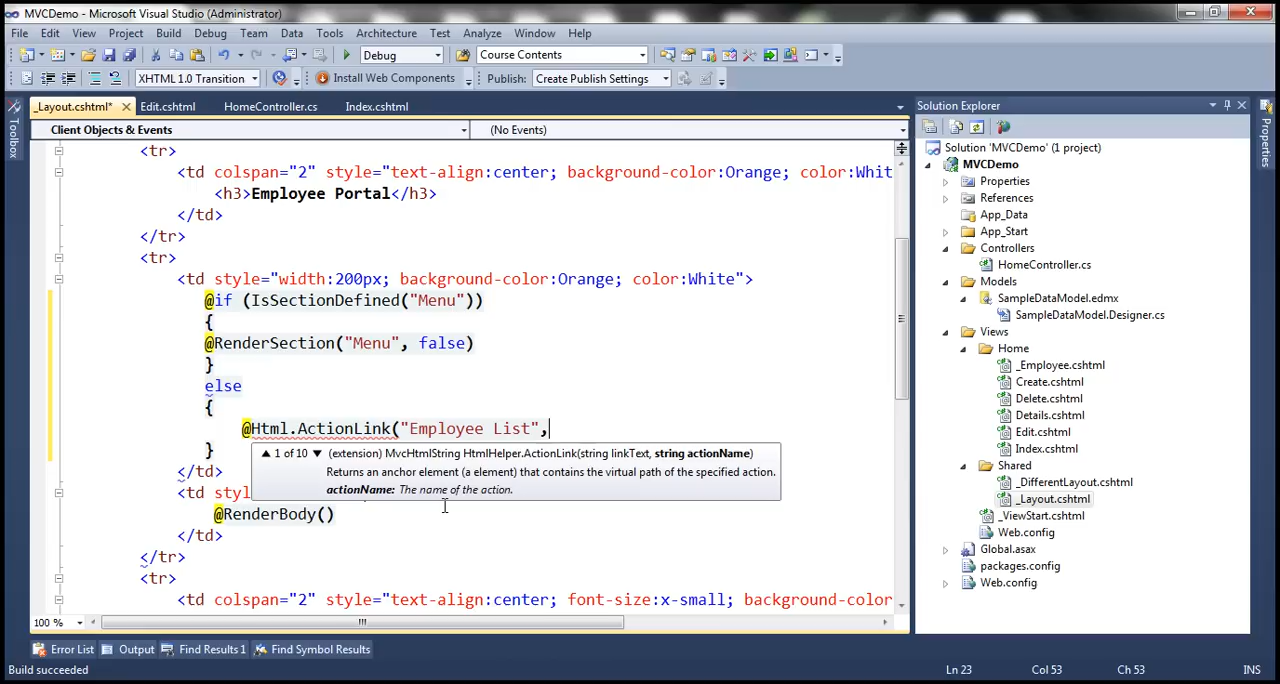 MVCDemo - Microsoft Visual Studio (Administrator)
File Edit View Project Build Debug Team Data Tools Architecture Test Analyze Window Help
Debug Course Contents
XHTML 1.0 Transition Install Web Components Publish: Create Publish Settings
Toolbox
_Layout.cshtml* Edit.cshtml HomeController.cs Index.cshtml
Client Objects & Events (No Events)
<tr>
<td colspan="2" style="text-align:center; background-color:Orange; color:Whit
<h3>Employee Portal</h3>
</td>
</tr>
<tr>
<td style="width:200px; background-color:Orange; color:White">
@if (IsSectionDefined("Menu"))
{
@RenderSection("Menu", false)
}
else
{
@Html.ActionLink("Employee List",
}
1 of 10 (extension) MvcHtmlString HtmlHelper.ActionLink(string linkText, string actionName)
Returns an anchor element (a element) that contains the virtual path of the specified action.
actionName: The name of the action.
</td>
<td sty
@RenderBody()
</td>
</tr>
<tr>
<td colspan="2" style="text-align:center; font-size:x-small; background-color
100 %
Error List Output Find Results 1 Find Symbol Results
Build succeeded Ln 23 Col 53 Ch 53 INS
Solution Explorer
Solution 'MVCDemo' (1 project)
MVCDemo
Properties
References
App_Data
App_Start
Controllers
HomeController.cs
Models
SampleDataModel.edmx
SampleDataModel.Designer.cs
Views
Home
_Employee.cshtml
Create.cshtml
Delete.cshtml
Details.cshtml
Edit.cshtml
Index.cshtml
Shared
_DifferentLayout.cshtml
_Layout.cshtml
_ViewStart.cshtml
Web.config
Global.asax
packages.config
Web.config
Properties